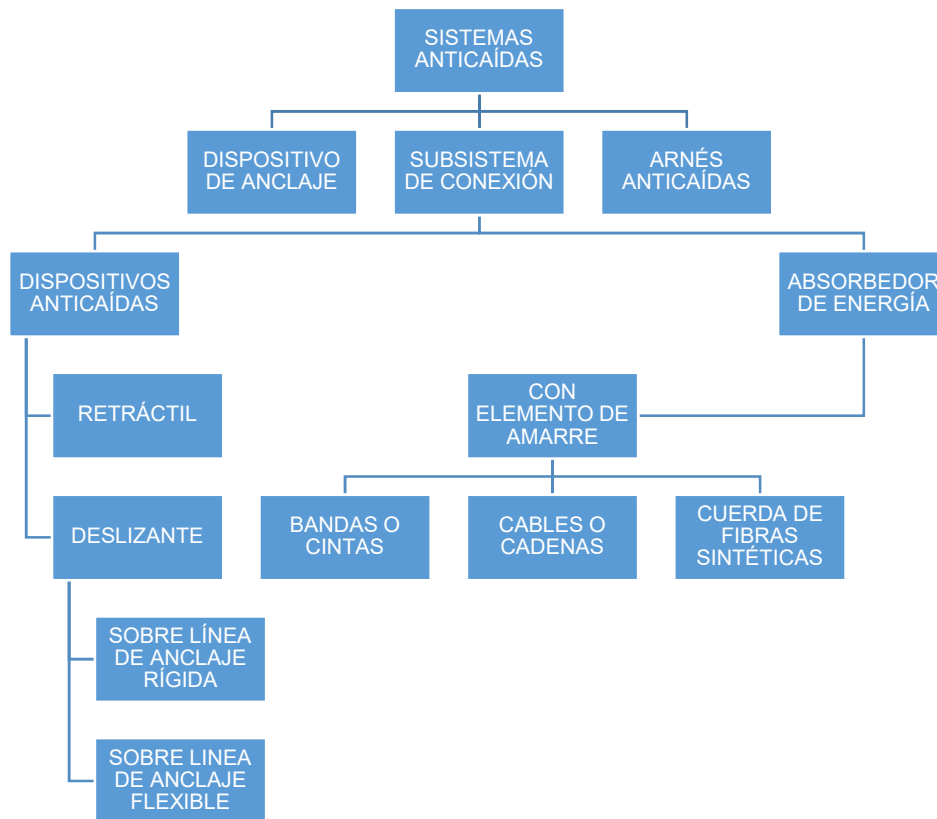 SISTEMAS
ANTICAÍDAS
DISPOSITIVO
DE ANCLAJE
SUBSISTEMA
DE CONEXIÓN
ARNÉS
ANTICAÍDAS
DISPOSITIVOS
ANTICAÍDAS
ABSORBEDOR
DE ENERGÍA
RETRÁCTIL
CON
ELEMENTO DE
AMARRE
DESLIZANTE
BANDAS O
CINTAS
CABLES O
CADENAS
CUERDA DE
FIBRAS
SINTÉTICAS
SOBRE LÍNEA
DE ANCLAJE
RÍGIDA
SOBRE LINEA
DE ANCLAJE
FLEXIBLE